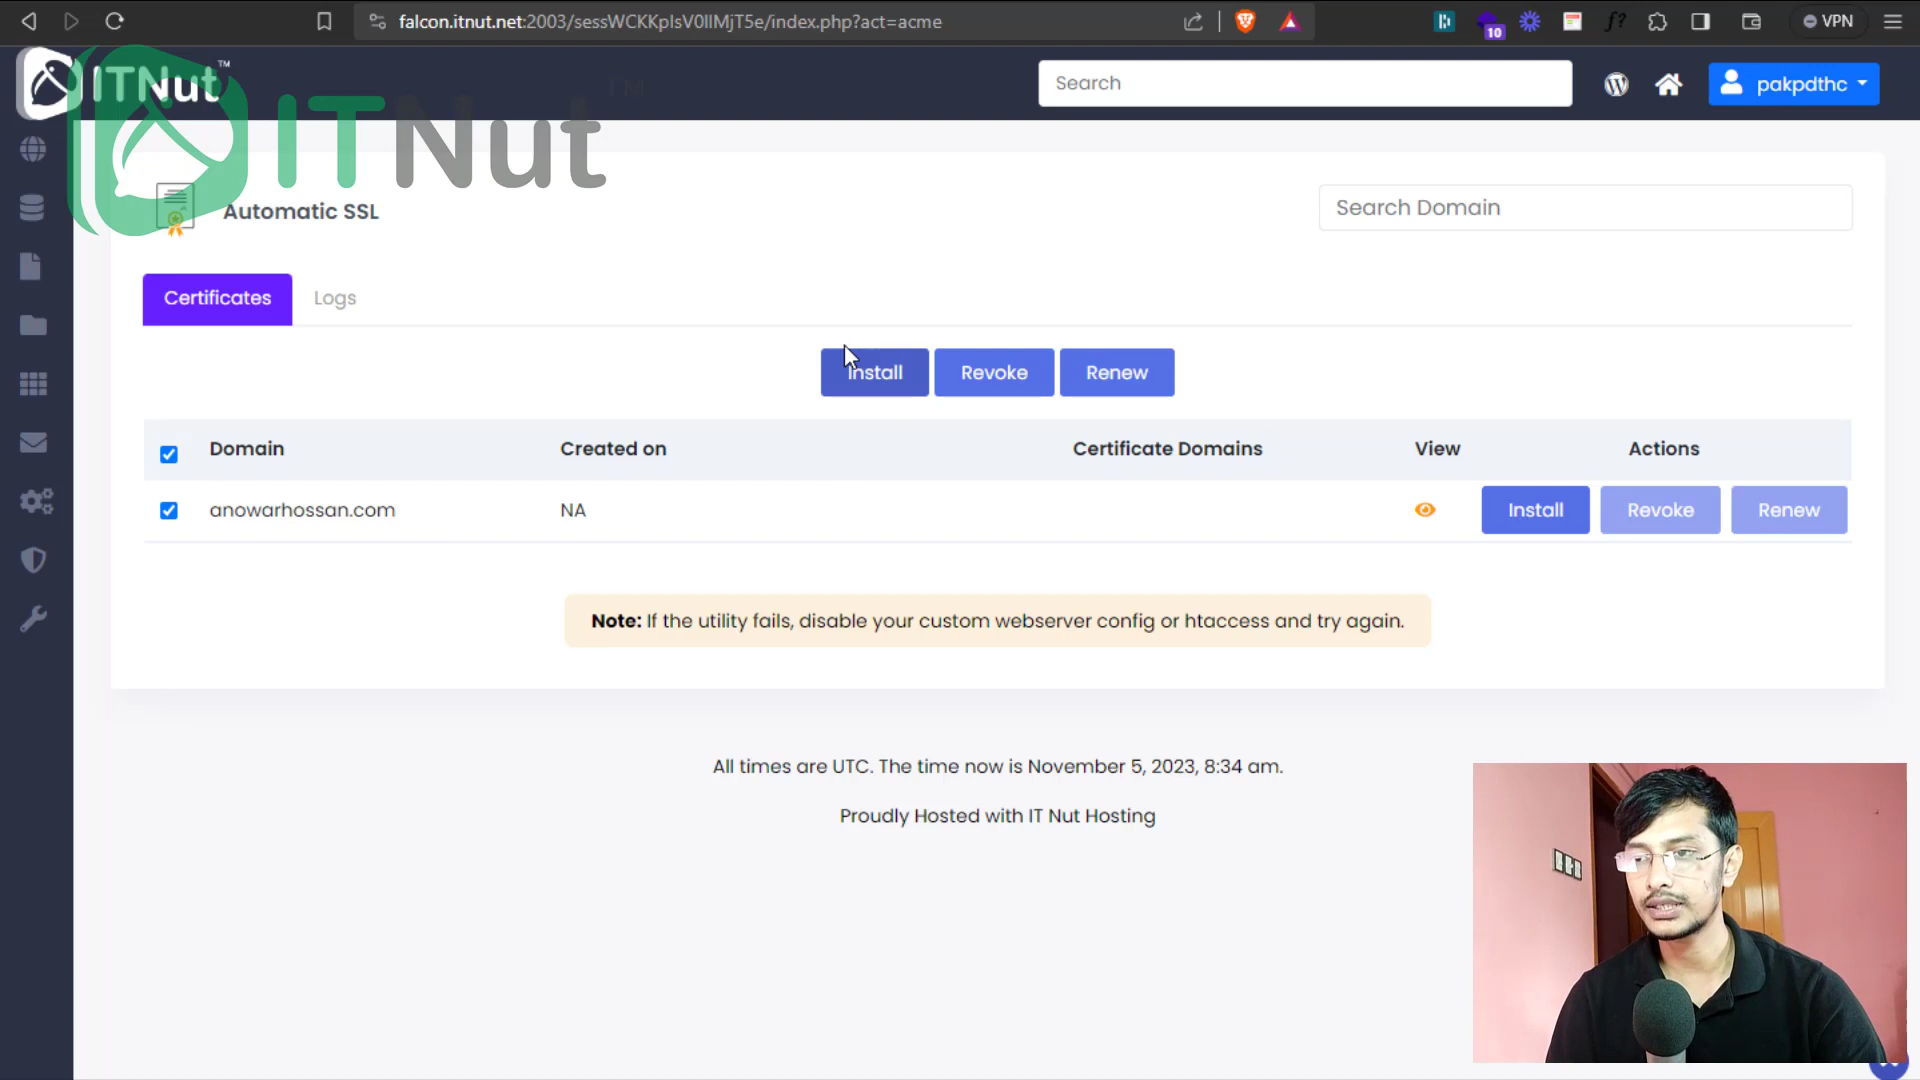 falcon.itnut.net:2003/sessWCKKpIsV0lIMjT5e/index.php?act=acme
10
VPN
ITNut™
Search
pakpdthc
ITNut
Automatic SSL
Search Domain
Certificates
Logs
Install
Revoke
Renew
Domain
Created on
Certificate Domains
View
Actions
anowarhossan.com
NA
Install
Revoke
Renew
Note: If the utility fails, disable your custom webserver config or htaccess and try again.
All times are UTC. The time now is November 5, 2023, 8:34 am.
Proudly Hosted with IT Nut Hosting